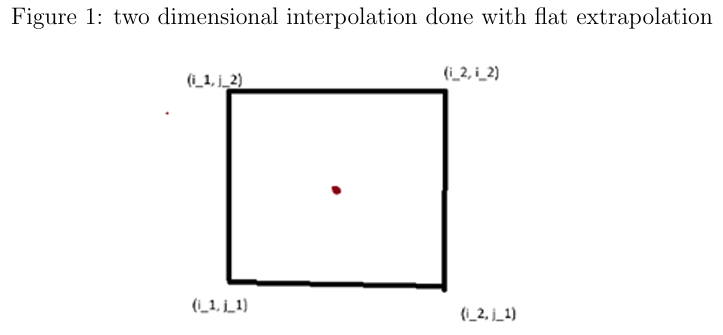 Figure 1: two dimensional interpolation done with flat extrapolation
(i_1, j_2)
(i_2, i_2)
(i_1, j_1)
(i_2, j_1)